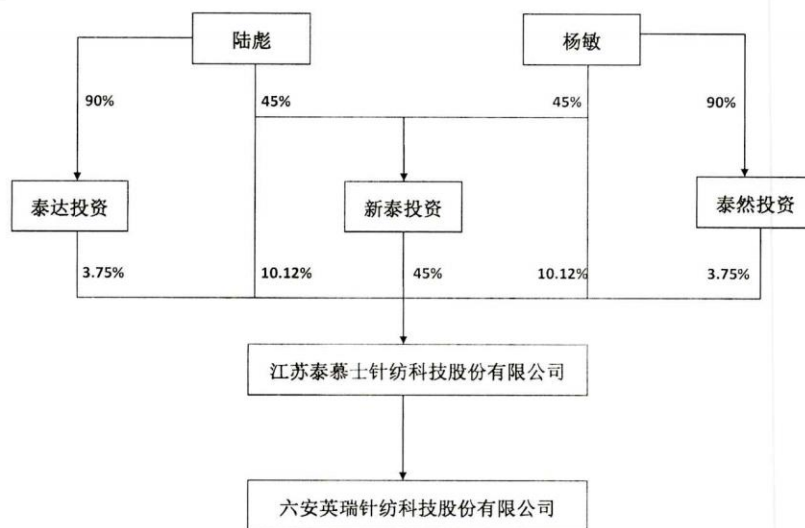 陆彪
杨敏
90%
45%
45%
90%
泰达投资
新泰投资
泰然投资
3.75%
10.12%
45%
10.12%
3.75%
江苏泰慕士针纺科技股份有限公司
六安英瑞针纺科技股份有限公司